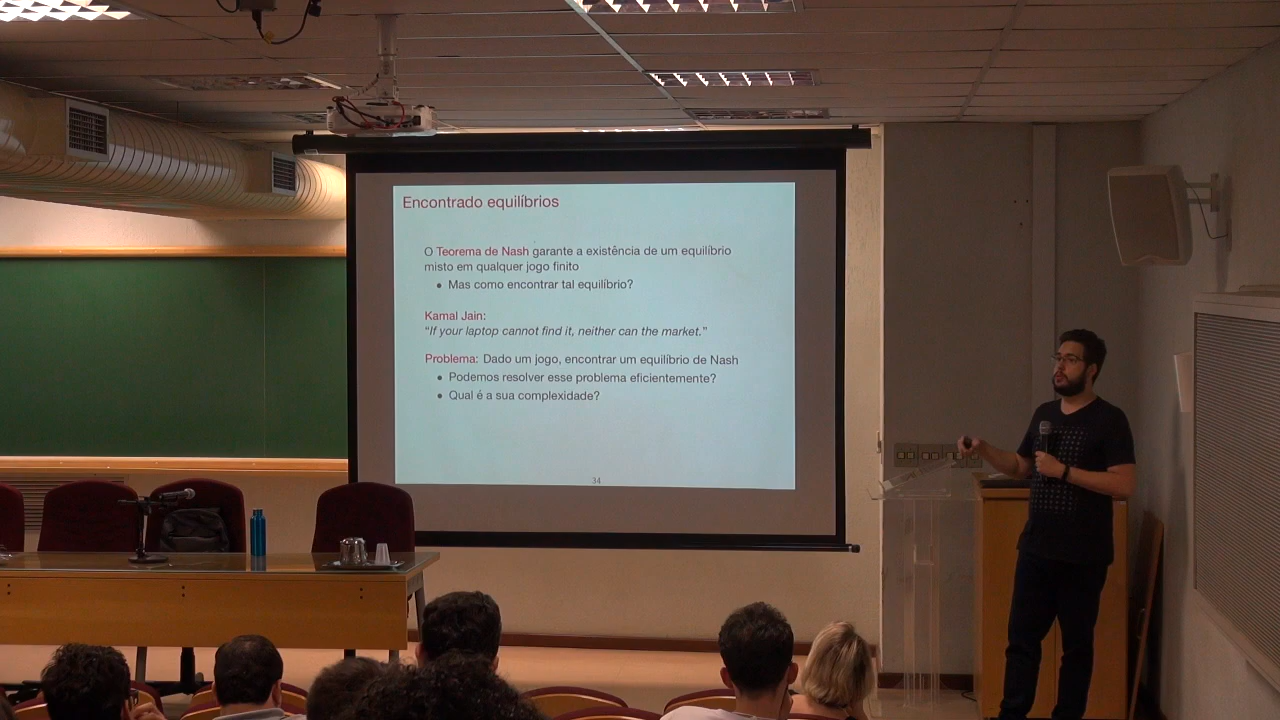 Encontrado equilíbrios
O Teorema de Nash garante a existência de um equilíbrio
misto em qualquer jogo finito
• Mas como encontrar tal equilíbrio?
Kamal Jain:
“If your laptop cannot find it, neither can the market.”
Problema: Dado um jogo, encontrar um equilíbrio de Nash
• Podemos resolver esse problema eficientemente?
• Qual é a sua complexidade?
34